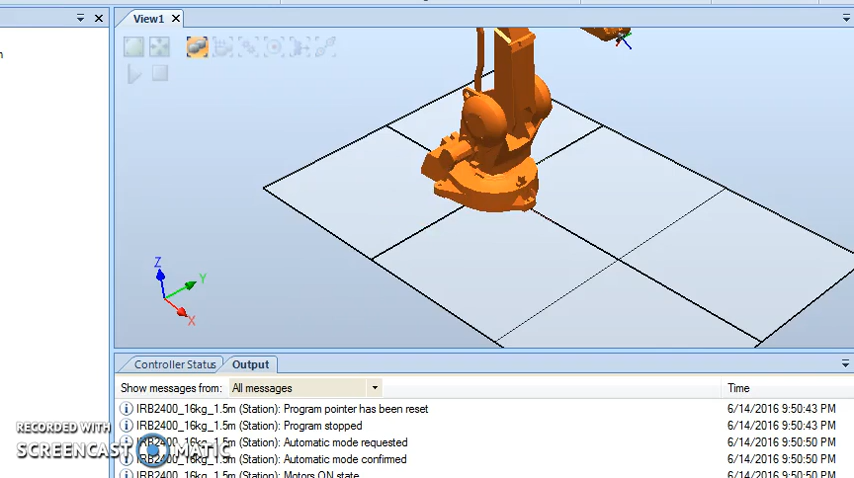 View1
Z
Y
X
Controller Status
Output
Show messages from: All messages
Time
IRB2400_16kg_1.5m (Station): Program pointer has been reset 6/14/2016 9:50:43 PM
IRB2400_16kg_1.5m (Station): Program stopped 6/14/2016 9:50:43 PM
IRB2400_16kg_1.5m (Station): Automatic mode requested 6/14/2016 9:50:50 PM
IRB2400_16kg_1.5m (Station): Automatic mode confirmed 6/14/2016 9:50:50 PM
IRB2400_16kg_1.5m (Station): Motors ON state 6/14/2016 9:50:50 PM
RECORDED WITH
SCREENCAST MATIC